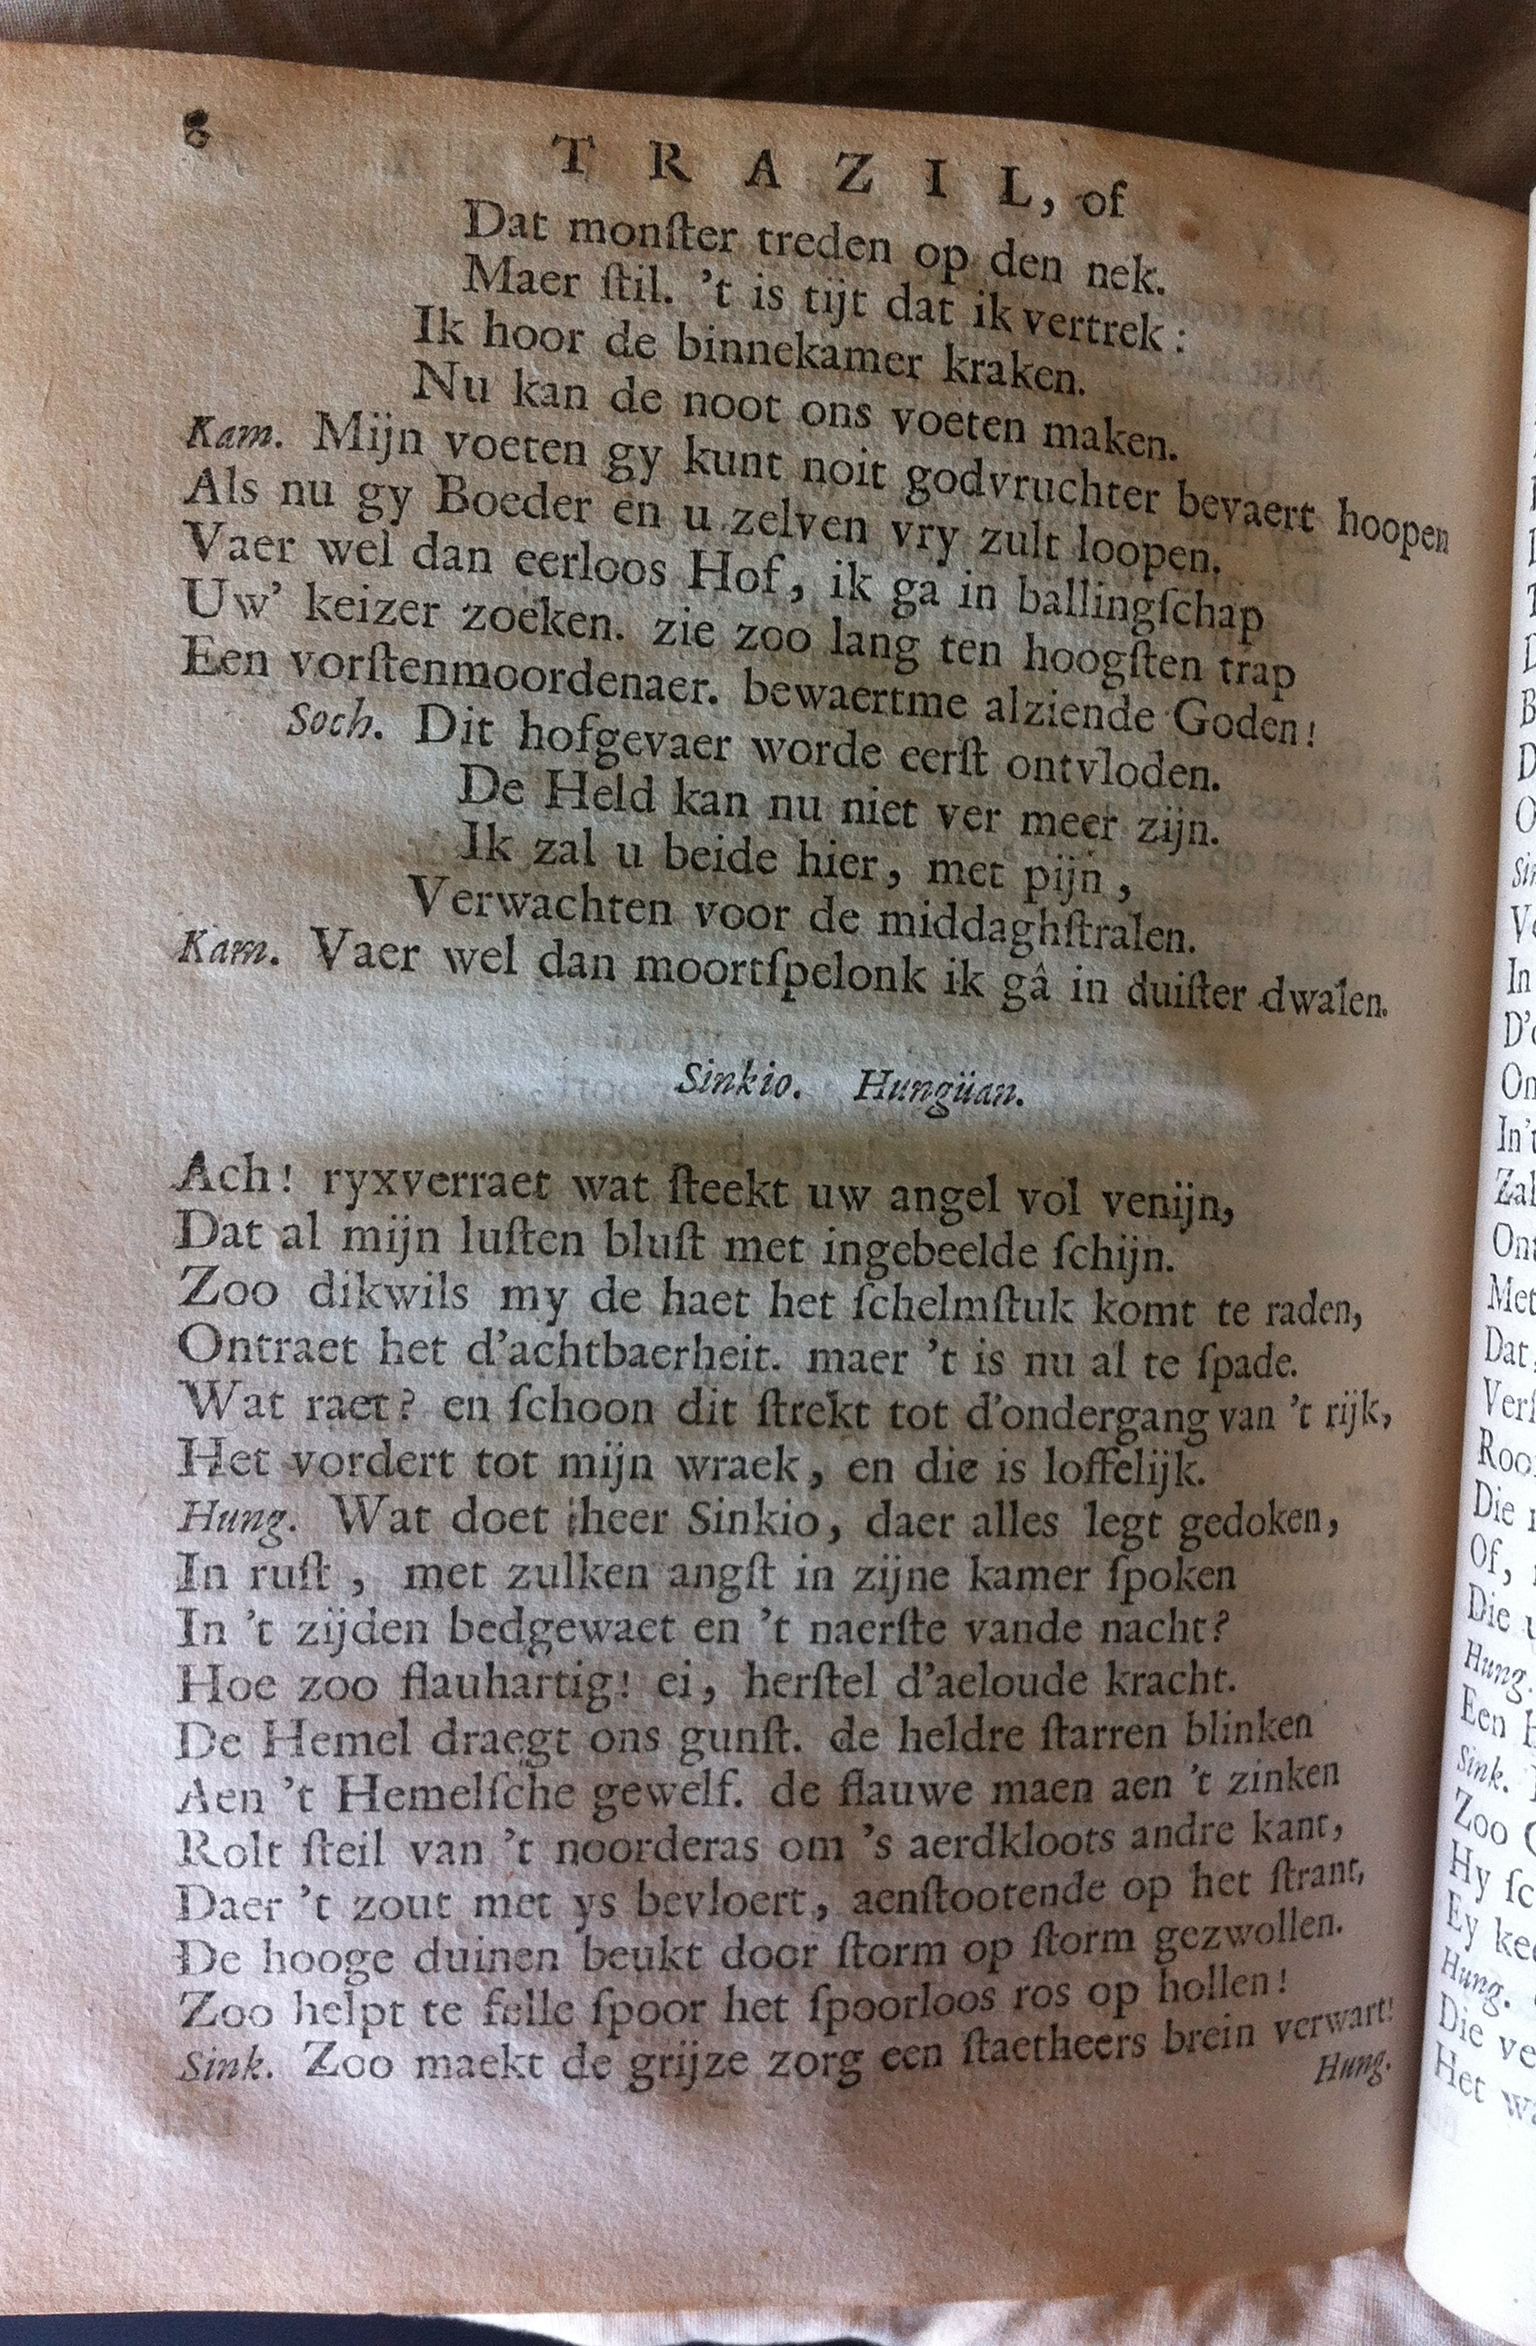 8
TRAZIL, of
Dat monſter treden op den nek.
Maer ſtil. 't is tijt dat ik vertrek:
Ik hoor de binnekamer kraken.
Nu kan de noot ons voeten maken.
Kam. Mijn voeten gy kunt noit godvruchter bevaert hoopen
Als nu gy Boeder en u zelven vry zult loopen.
Vaer wel dan eerloos Hof, ik ga in ballingſchap
Uw' keizer zoeken. zie zoo lang ten hoogſten trap
Een vorſtenmoordenaer. bewaertme alziende Goden!
Soch. Dit hofgevaer worde eerſt ontvloden.
De Held kan nu niet ver meer zijn.
Ik zal u beide hier, met pijn,
Verwachten voor de middaghſtralen.
Kam. Vaer wel dan moortſpelonk ik gâ in duiſter dwalen.
Sinkio. Hungüan.
Ach! ryxverraet wat ſteekt uw angel vol venijn,
Dat al mijn luſten bluſt met ingebeelde ſchijn.
Zoo dikwils my de haet het ſchelmſtuk komt te raden,
Ontraet het d'achtbaerheit. maer 't is nu al te ſpade.
Wat raet? en ſchoon dit ſtrekt tot d'ondergang van 't rijk,
Het vordert tot mijn wraek, en die is loffelijk.
Hung. Wat doet heer Sinkio, daer alles legt gedoken,
In ruſt, met zulken angſt in zijne kamer ſpoken
In 't zijden bedgewaet en 't naerſte vande nacht?
Hoe zoo flauhartig! ei, herſtel d'aeloude kracht.
De Hemel draegt ons gunſt. de heldre ſtarren blinken
Aen 't Hemelſche gewelf. de flauwe maen aen 't zinken
Rolt ſteil van 't noorderas om 's aerdkloots andre kant,
Daer 't zout met ys bevloert, aenſtootende op het ſtrant,
De hooge duinen beukt door ſtorm op ſtorm gezwollen.
Zoo helpt te felle ſpoor het ſpoorloos ros op hollen!
Sink. Zoo maekt de grijze zorg een ſtaetheers brein verwart!
Hung.